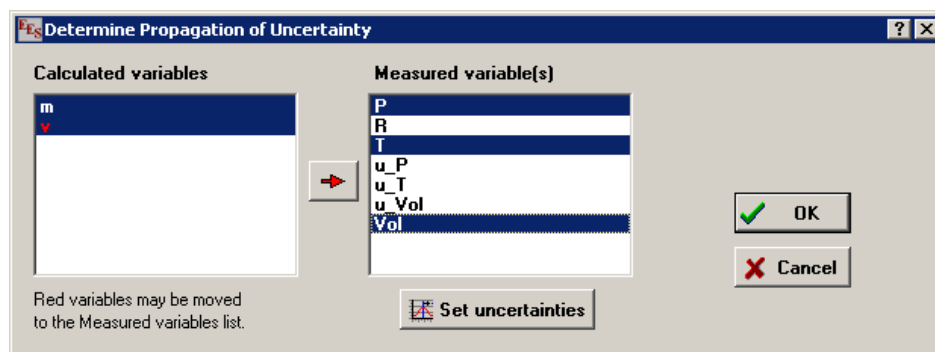 EES Determine Propagation of Uncertainty ? X
Calculated variables
m
v
Measured variable(s)
P
R
T
u_P
u_T
u_Vol
Vol
OK
Cancel
Red variables may be moved
to the Measured variables list.
Set uncertainties